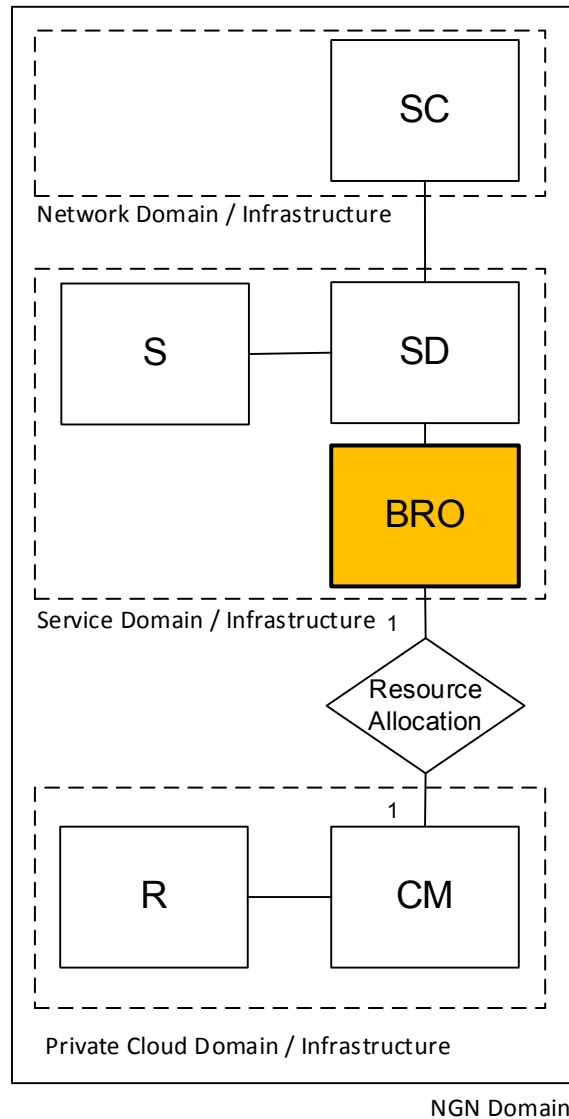 SC
Network Domain / Infrastructure
S
SD
BRO
Service Domain / Infrastructure
1
Resource
Allocation
1
R
CM
Private Cloud Domain / Infrastructure
NGN Domain